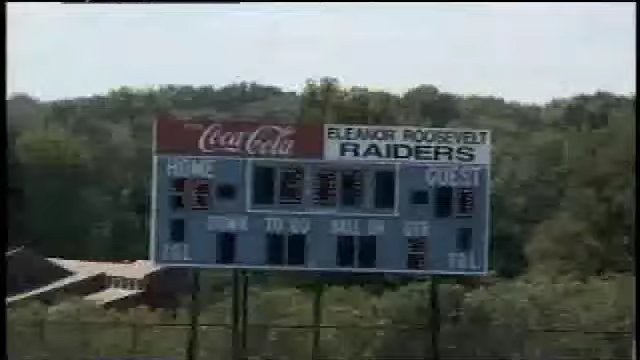 Coca-Cola
ELEANOR ROOSEVELT
RAIDERS
HOME
GUEST
DOWN TO GO BALL ON QTR
TOL
TOL